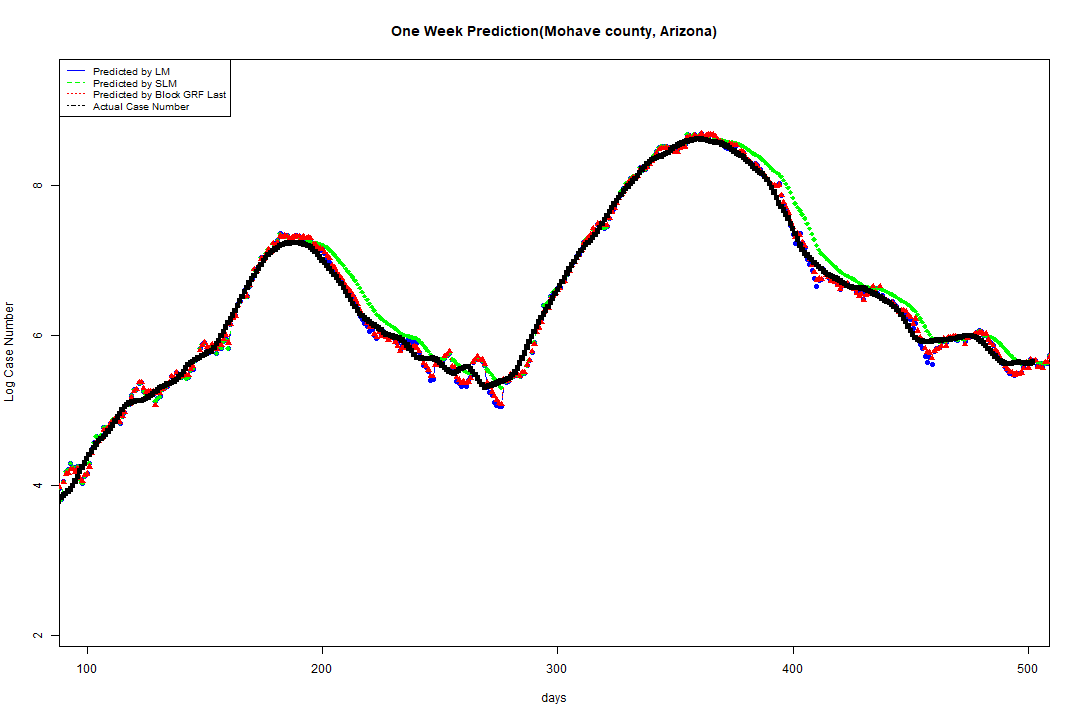 One Week Prediction(Mohave county, Arizona)
Predicted by LM
Predicted by SLM
Predicted by Block GRF Last
Actual Case Number
Log Case Number
8
6
4
2
100 200 300 400 500
days